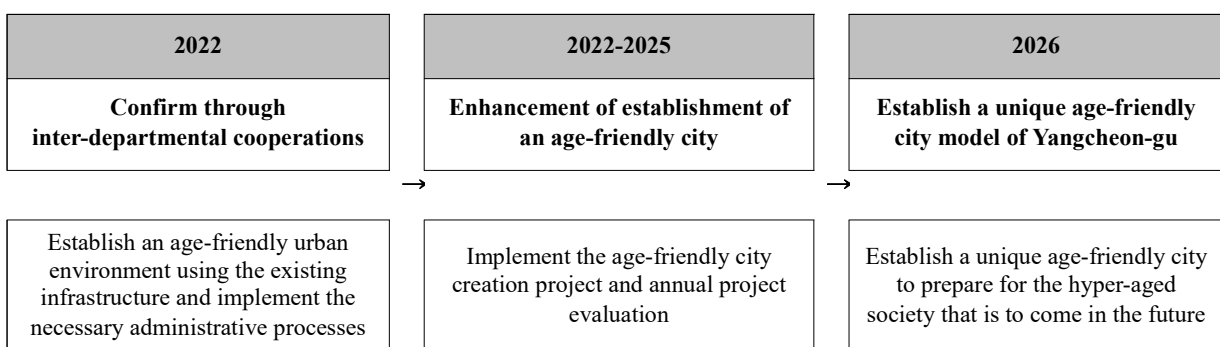 2022
Confirm through
inter-departmental cooperations
Establish an age-friendly urban
environment using the existing
infrastructure and implement the
necessary administrative processes
→
2022-2025
Enhancement of establishment of
an age-friendly city
Implement the age-friendly city
creation project and annual project
evaluation
→
2026
Establish a unique age-friendly
city model of Yangcheon-gu
Establish a unique age-friendly city
to prepare for the hyper-aged
society that is to come in the future